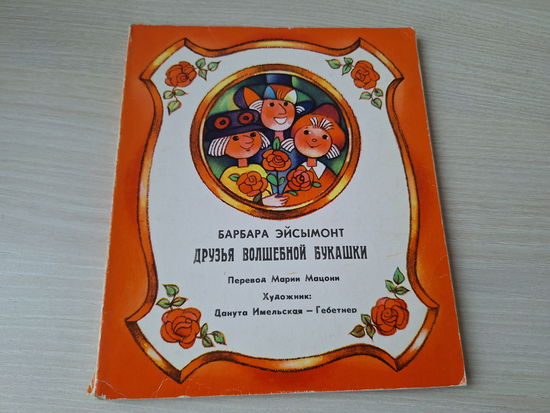 БАРБАРА ЭЙСЫМОНТ
ДРУЗЬЯ ВОЛШЕБНОЙ БУКАШКИ
Перевод Марии Мацони
Художник:
Данута Имельская – Гебетнер